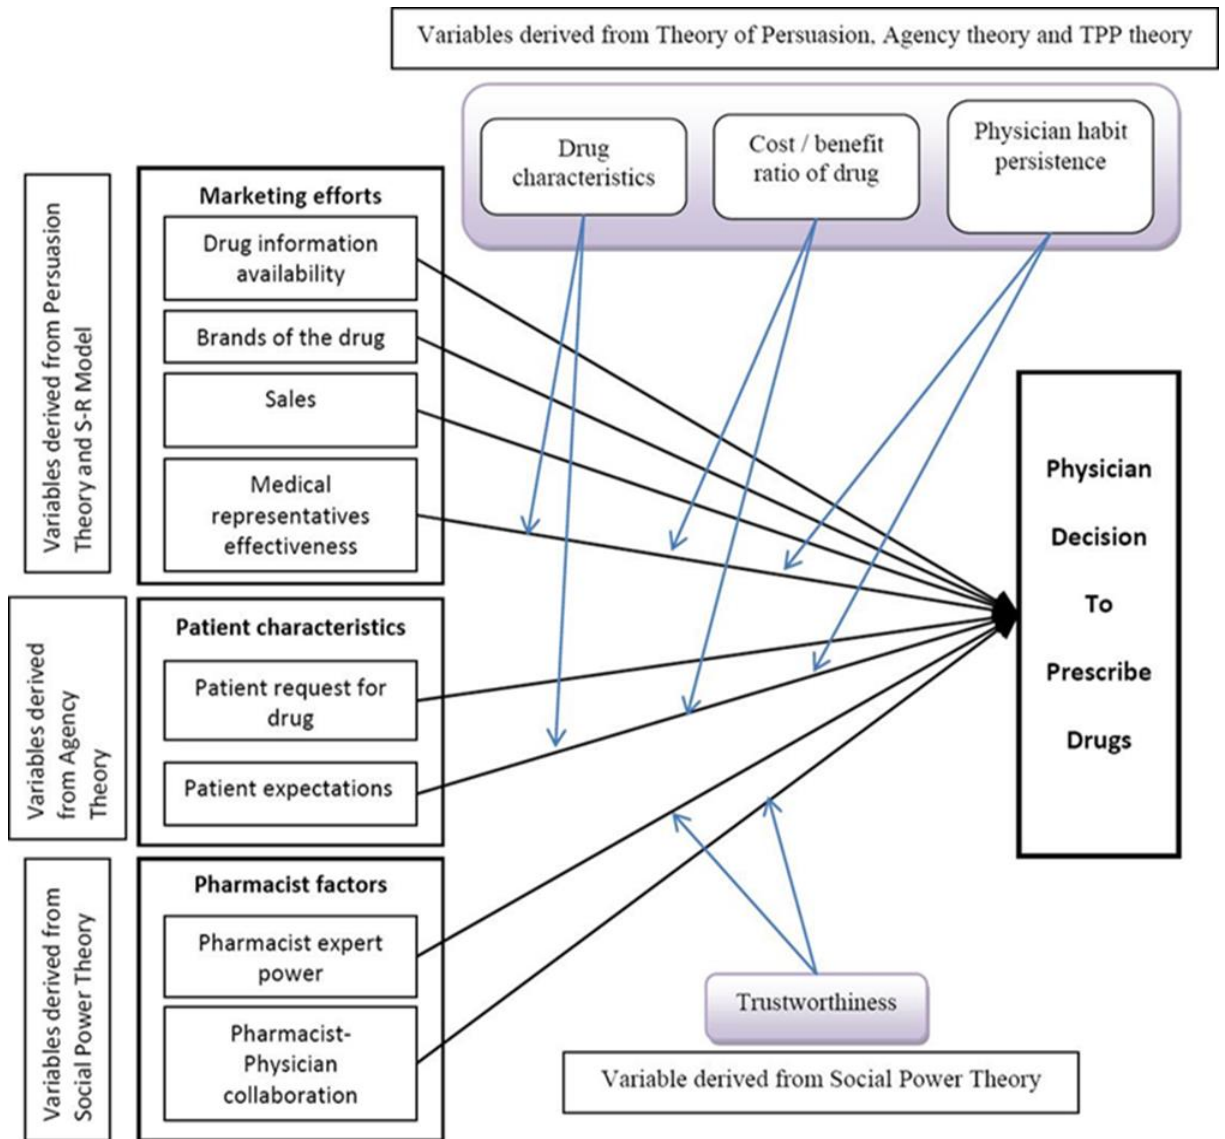 Variables derived from Theory of Persuasion, Agency theory and TPP theory
Drug
characteristics
Cost / benefit
ratio of drug
Physician habit
persistence
Variables derived from Persuasion
Theory and S-R Model
Marketing efforts
Drug information
availability
Brands of the drug
Sales
Medical
representatives
effectiveness
Variables derived
from Agency
Theory
Patient characteristics
Patient request for
drug
Patient expectations
Variables derived from
Social Power Theory
Pharmacist factors
Pharmacist expert
power
Pharmacist-
Physician
collaboration
Physician
Decision
To
Prescribe
Drugs
Trustworthiness
Variable derived from Social Power Theory